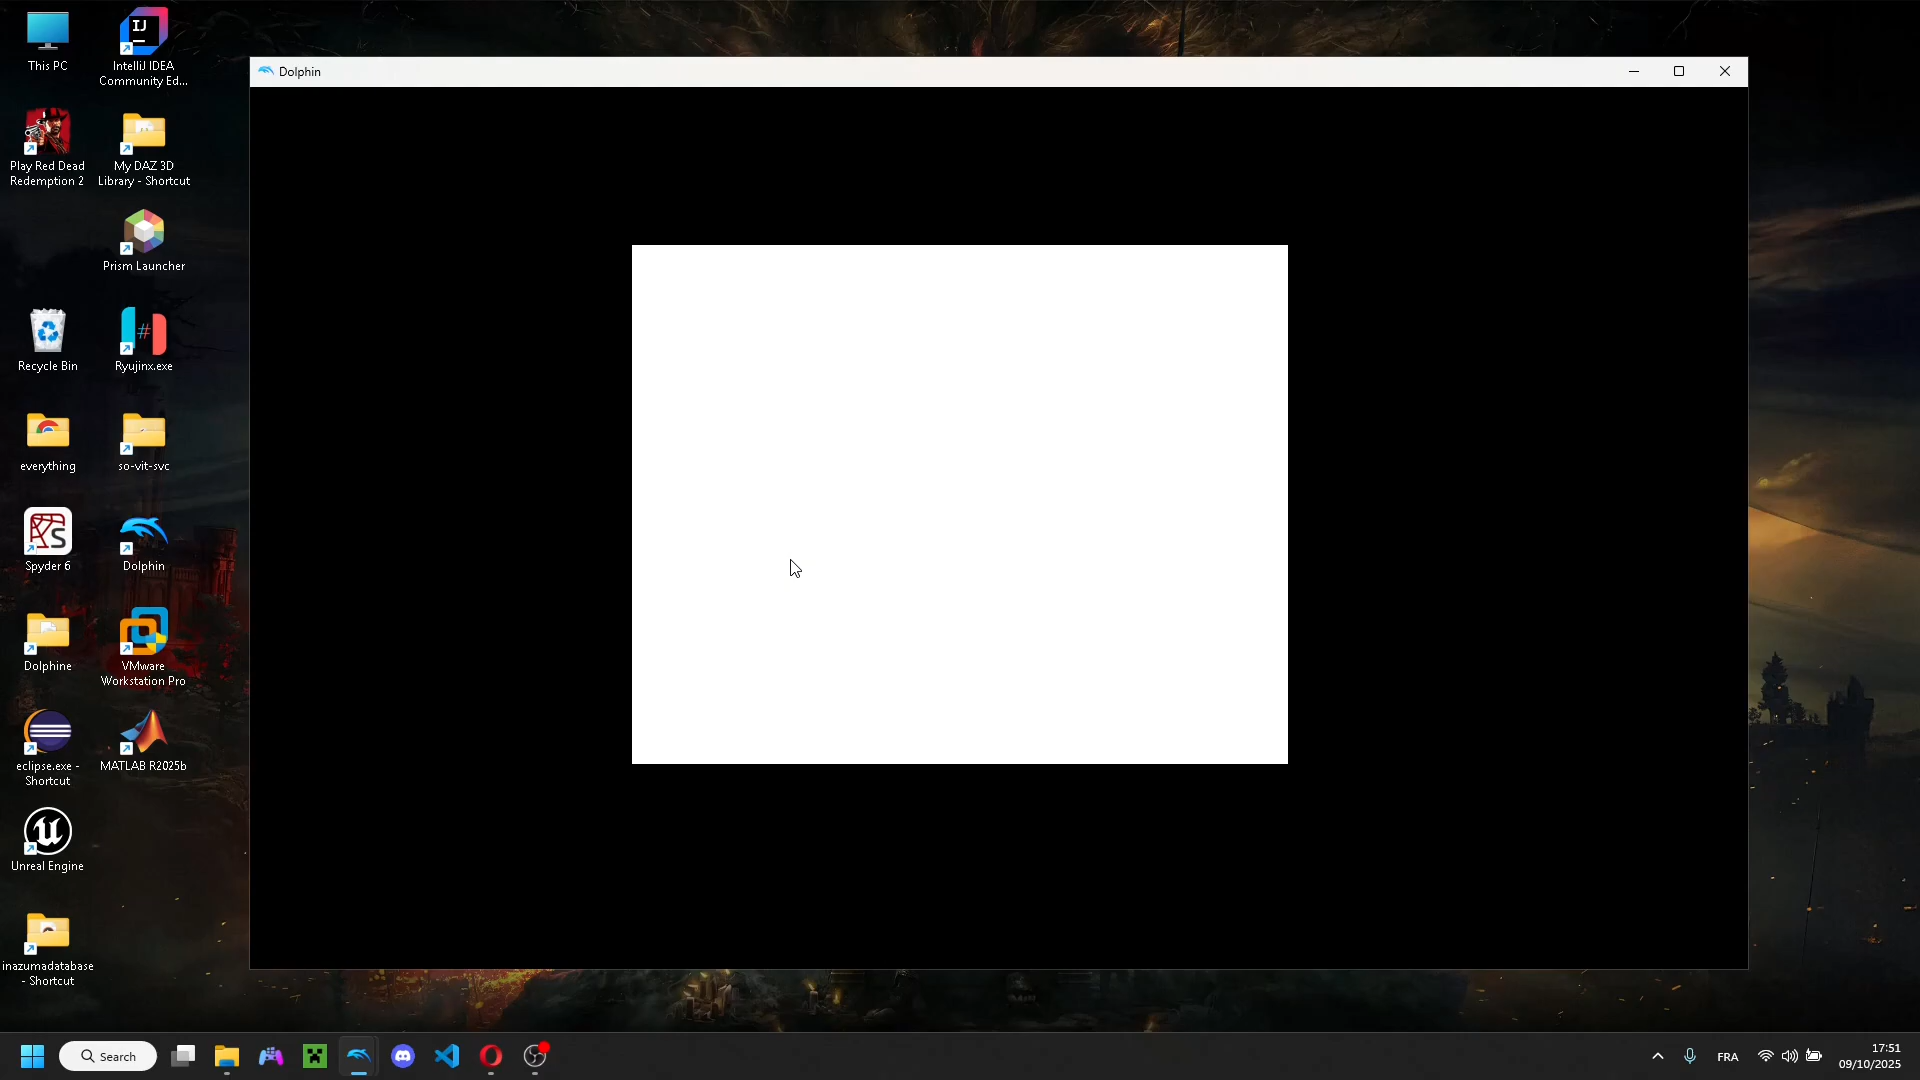 This PC
IntelliJ IDEA
Community Ed...
Dolphin
Play Red Dead
Redemption 2
My DAZ 3D
Library - Shortcut
Prism Launcher
Recycle Bin
Ryujinx.exe
everything
so-vit-svc
Spyder 6
Dolphin
Dolphine
VMware
Workstation Pro
eclipse.exe -
Shortcut
MATLAB R2025b
Unreal Engine
inazumadatabase
- Shortcut
Search
FRA
17:51
09/10/2025